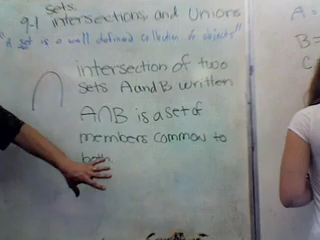 Sets,
9-1 intersections, and Unions
"A set is a well defined collection of objects"
∩ intersection of two
sets A and B written
A∩B is a set of
members common to
both.
A=
B=
C